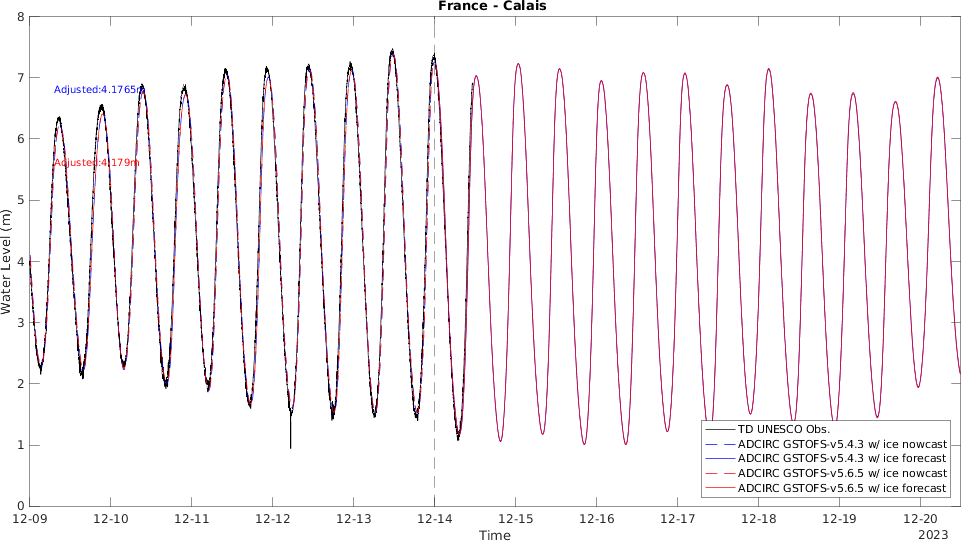 France - Calais
8
7
6
5
4
3
2
1
0
Water Level (m)
Adjusted:4.1765m
Adjusted:4.179m
TD UNESCO Obs.
ADCIRC GSTOFS-v5.4.3 w/ ice nowcast
ADCIRC GSTOFS-v5.4.3 w/ ice forecast
ADCIRC GSTOFS-v5.6.5 w/ ice nowcast
ADCIRC GSTOFS-v5.6.5 w/ ice forecast
12-09 12-10 12-11 12-12 12-13 12-14 12-15 12-16 12-17 12-18 12-19 12-20
Time
2023